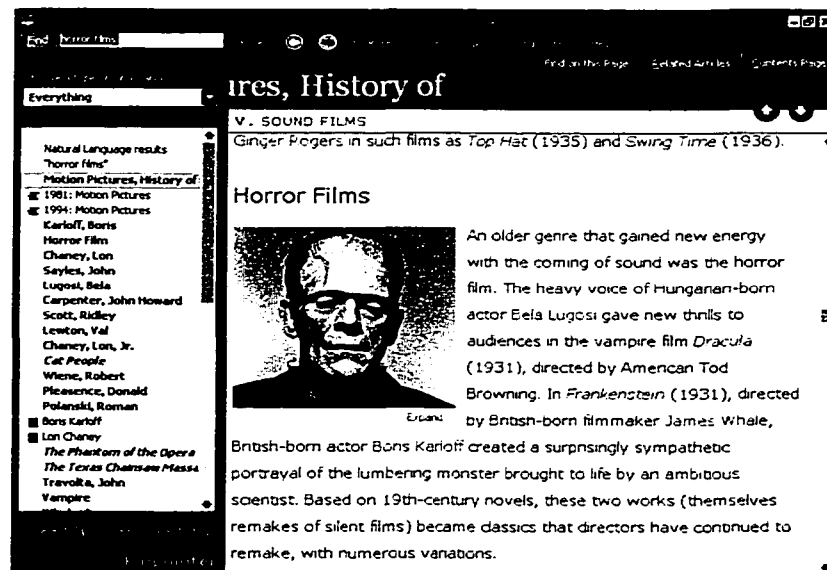 Find horror films
Find on this Page Related Articles Contents Page
Everything
ures, History of
V. SOUND FILMS
Ginger Rogers in such films as Top Hat (1935) and Swing Time (1936).
Natural Language results
"horror films"
Motion Pictures, History of
1981: Motion Pictures
1994: Motion Pictures
Karloff, Boris
Horror Film
Chaney, Lon
Sayles, John
Lugosi, Bela
Carpenter, John Howard
Scott, Ridley
Lewton, Val
Chaney, Lon, Jr.
Cat People
Wiene, Robert
Pleasence, Donald
Polanski, Roman
Boris Karloff
Lon Chaney
The Phantom of the Opera
The Texas Chainsaw Massa
Travolta, John
Vampire
Horror Films
An older genre that gained new energy
with the coming of sound was the horror
film. The heavy voice of Hungarian-born
actor Bela Lugosi gave new thrills to
audiences in the vampire film Dracula
(1931), directed by American Tod
Browning. In Frankenstein (1931), directed
Expand
by British-born filmmaker James Whale,
British-born actor Boris Karloff created a surprisingly sympathetic
portrayal of the lumbering monster brought to life by an ambitious
scientist. Based on 19th-century novels, these two works (themselves
remakes of silent films) became classics that directors have continued to
remake, with numerous variations.